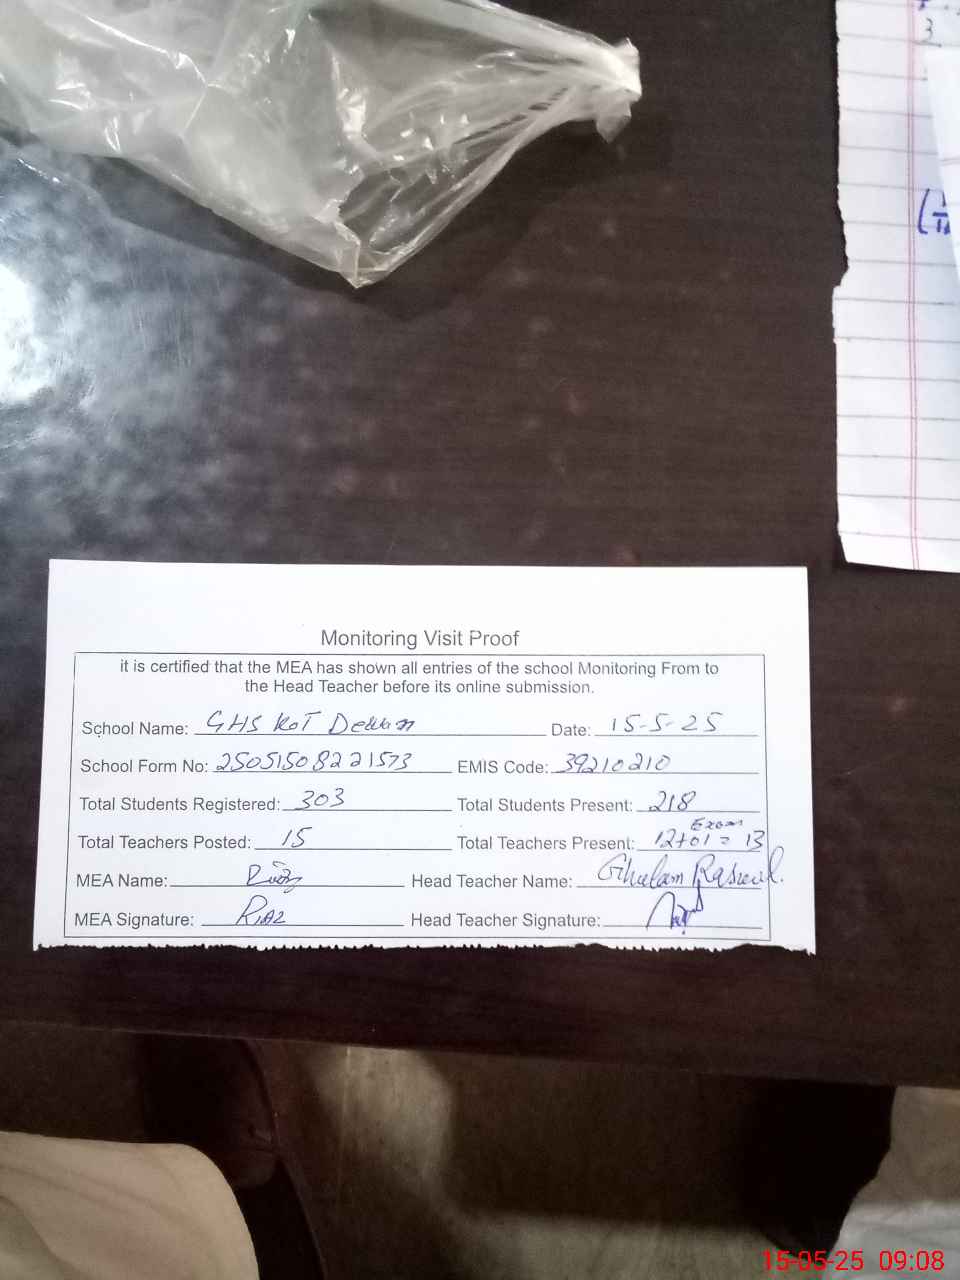 Monitoring Visit Proof
it is certified that the MEA has shown all entries of the school Monitoring From to
the Head Teacher before its online submission.
School Name: GHS KOT Date: 15-5-25
School Form No: 25051508221573 EMIS Code: 39210210
Total Students Registered: 303 Total Students Present: 218
Total Teachers Posted: 15 Total Teachers Present: 12+01 = 13
Exam
MEA Name: Head Teacher Name: Ghulam Rasul.
MEA Signature: Riaz Head Teacher Signature:
3
15-05-25 09:08